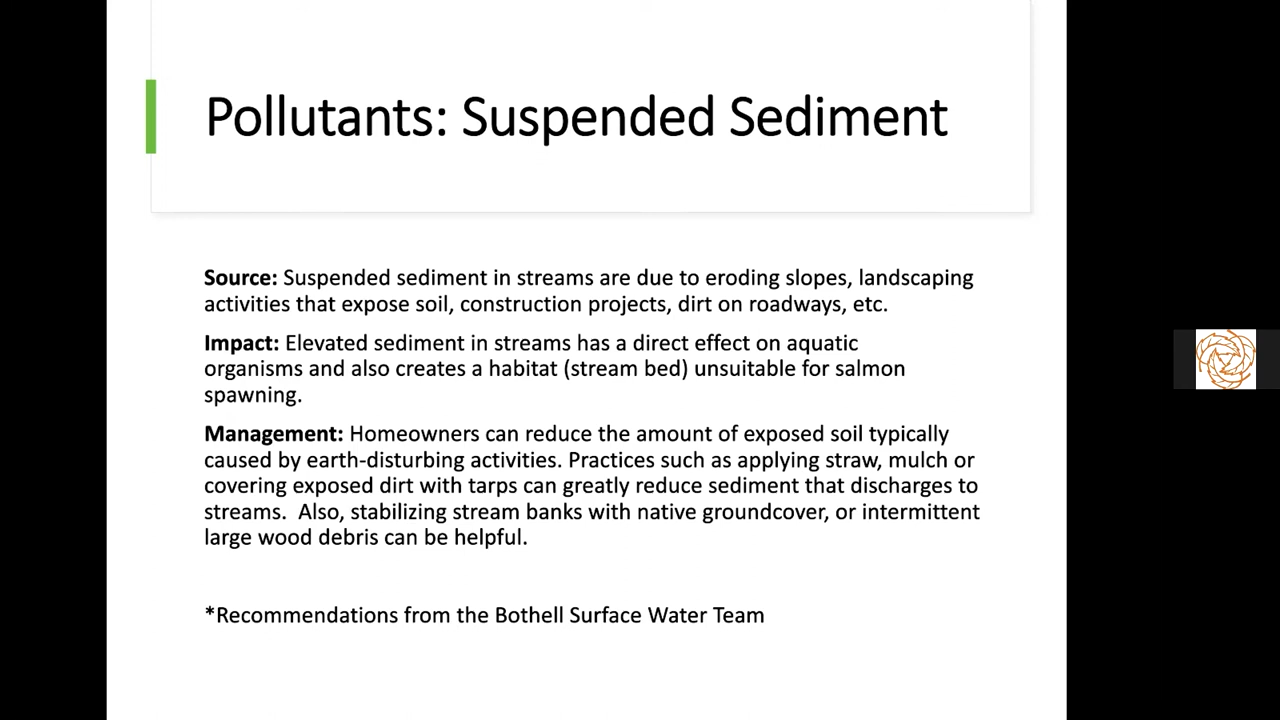 Pollutants: Suspended Sediment
Source: Suspended sediment in streams are due to eroding slopes, landscaping
activities that expose soil, construction projects, dirt on roadways, etc.
Impact: Elevated sediment in streams has a direct effect on aquatic
organisms and also creates a habitat (stream bed) unsuitable for salmon
spawning.
Management: Homeowners can reduce the amount of exposed soil typically
caused by earth-disturbing activities. Practices such as applying straw, mulch or
covering exposed dirt with tarps can greatly reduce sediment that discharges to
streams.  Also, stabilizing stream banks with native groundcover, or intermittent
large wood debris can be helpful.
*Recommendations from the Bothell Surface Water Team